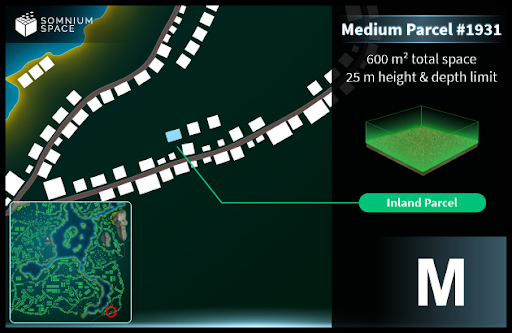 SOMNIUM
SPACE
Medium Parcel #1931
600 m² total space
25 m height & depth limit
Inland Parcel
M